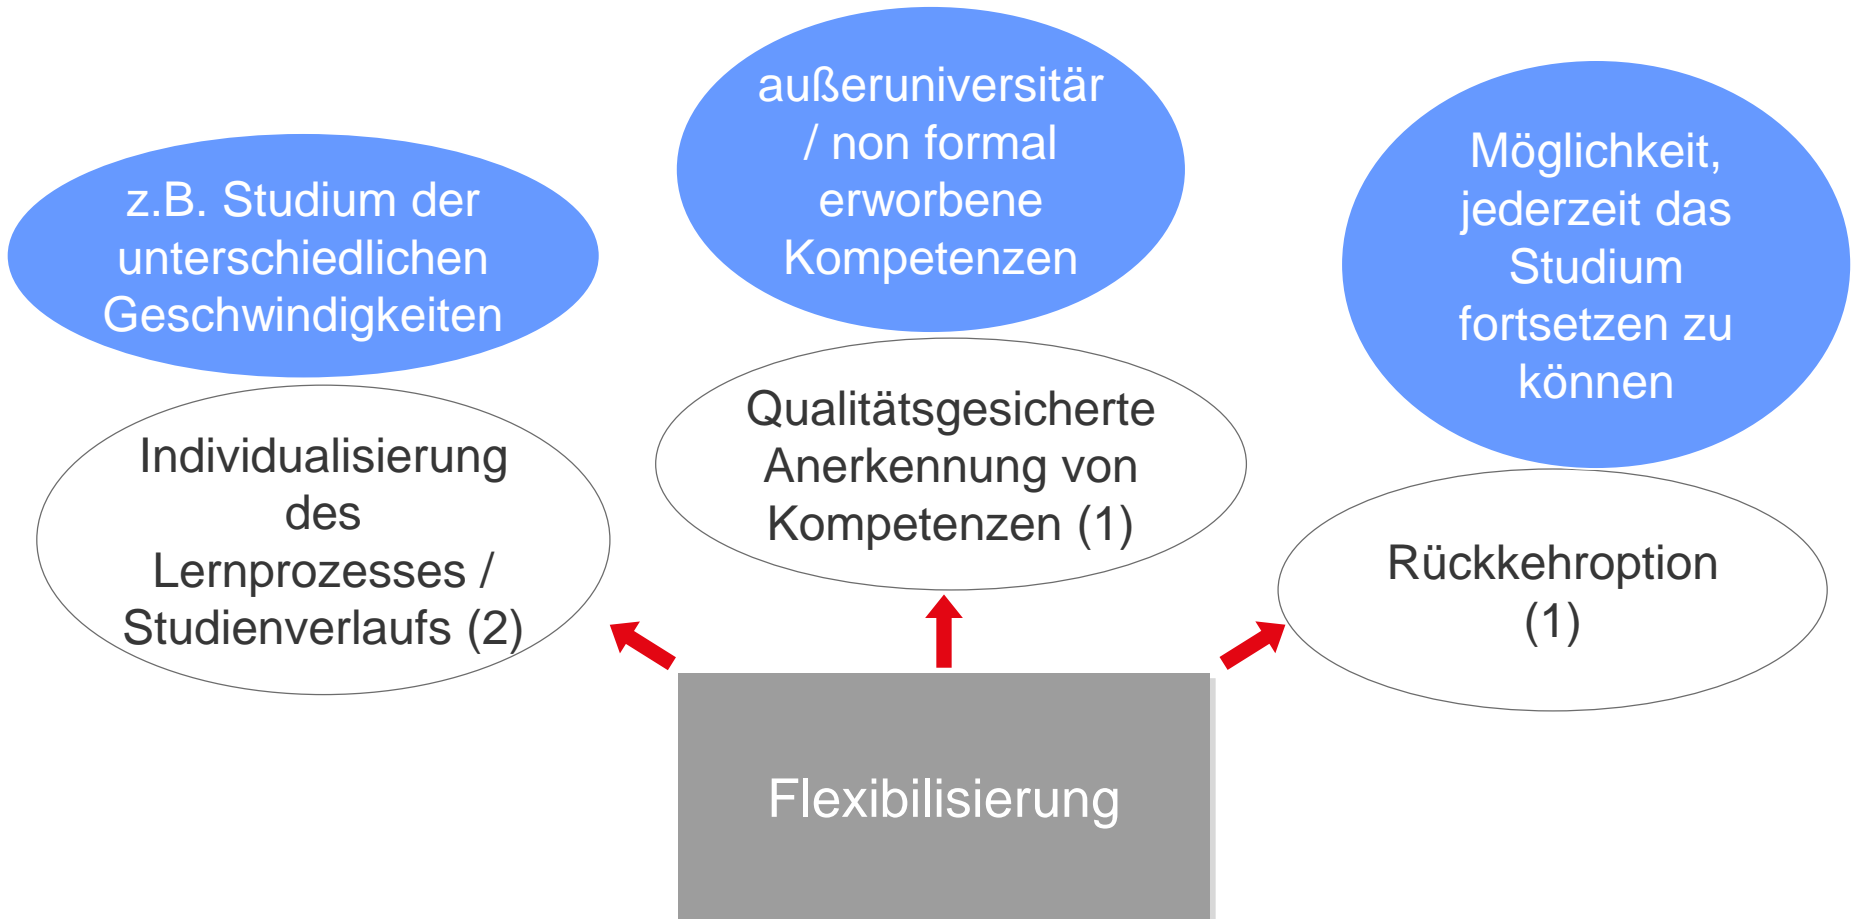 z.B. Studium der
unterschiedlichen
Geschwindigkeiten
Individualisierung
des
Lernprozesses /
Studienverlaufs (2)
außeruniversitär
/ non formal
erworbene
Kompetenzen
Qualitätsgesicherte
Anerkennung von
Kompetenzen (1)
Möglichkeit,
jederzeit das
Studium
fortsetzen zu
können
Rückkehroption
(1)
Flexibilisierung